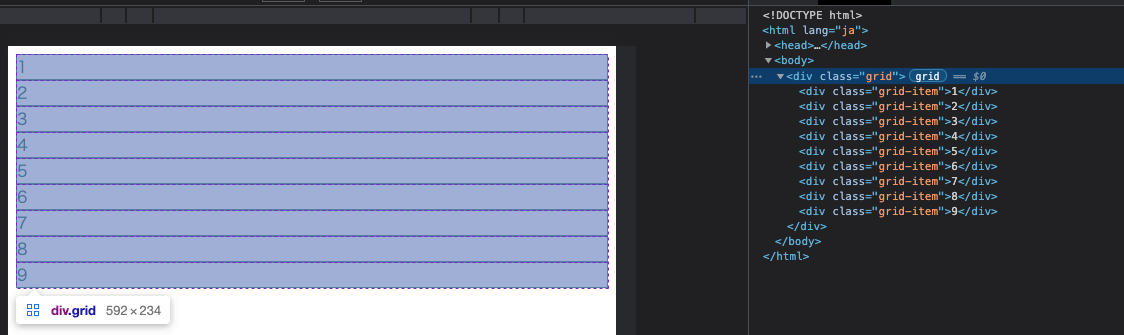 1
2
3
4
5
6
7
8
9
div.grid 592 × 234
<!DOCTYPE html>
<html lang="ja">
▶<head>…</head>
▼<body>
⋯ ▼<div class="grid"> grid == $0
<div class="grid-item">1</div>
<div class="grid-item">2</div>
<div class="grid-item">3</div>
<div class="grid-item">4</div>
<div class="grid-item">5</div>
<div class="grid-item">6</div>
<div class="grid-item">7</div>
<div class="grid-item">8</div>
<div class="grid-item">9</div>
</div>
</body>
</html>